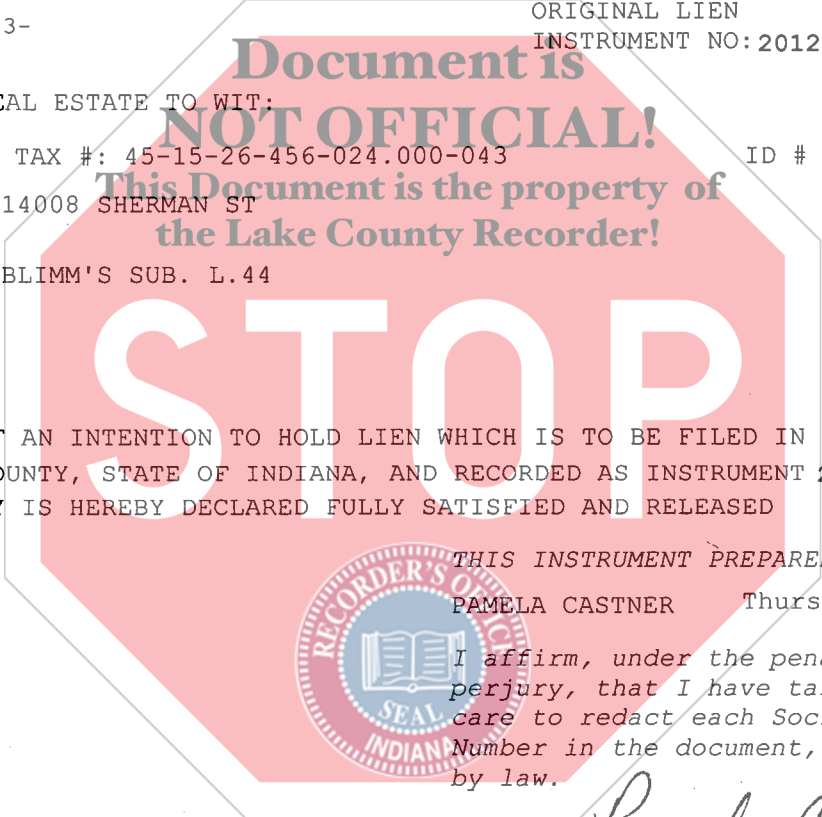 3-
ORIGINAL LIEN
INSTRUMENT NO: 2012
Document is
EAL ESTATE TO WIT:
NOT OFFICIAL!
TAX #: 45-15-26-456-024.000-043 ID #
This Document is the property of
14008 SHERMAN ST
the Lake County Recorder!
BLIMM'S SUB. L.44
STOP
T AN INTENTION TO HOLD LIEN WHICH IS TO BE FILED IN
OUNTY, STATE OF INDIANA, AND RECORDED AS INSTRUMENT 2
Y IS HEREBY DECLARED FULLY SATISFIED AND RELEASED
THIS INSTRUMENT PREPARE
PAMELA CASTNER Thurs
RECORDER'S OFFICE
SEAL
INDIANA
I affirm, under the pena
perjury, that I have ta
care to redact each Soc
Number in the document,
by law.